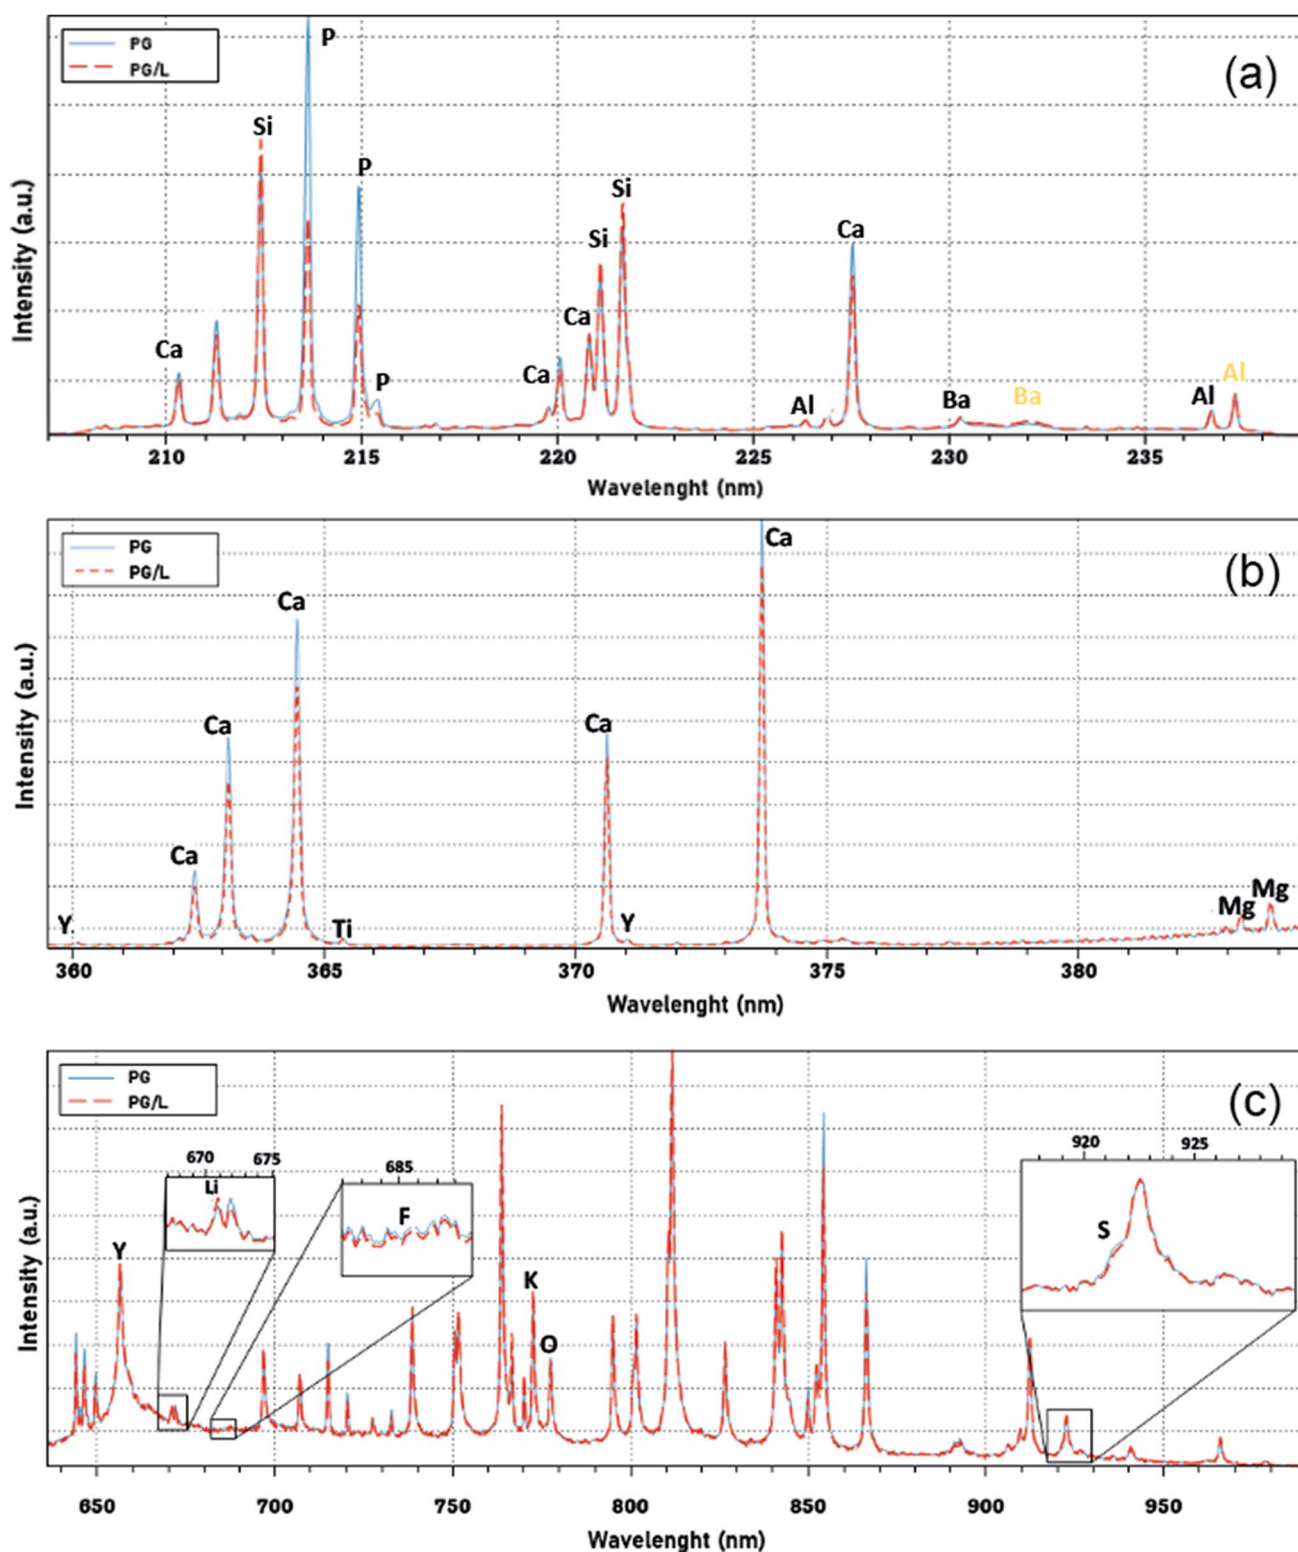 PG
PG/L
(a)
P
Si
P
P
Ca
Ca
Ca
Si
Si
Ca
Al
Ba
Ba
Al
Al
Intensity (a.u.)
210 215 220 225 230 235
Wavelenght (nm)
PG
PG/L
(b)
Ca
Ca
Ca
Ca
Ca
Y
Ti
Y
Mg
Mg
Intensity (a.u.)
360 365 370 375 380
Wavelenght (nm)
PG
PG/L
(c)
670 675
Li
685
F
920 925
S
Y
K
O
Intensity (a.u.)
650 700 750 800 850 900 950
Wavelenght (nm)